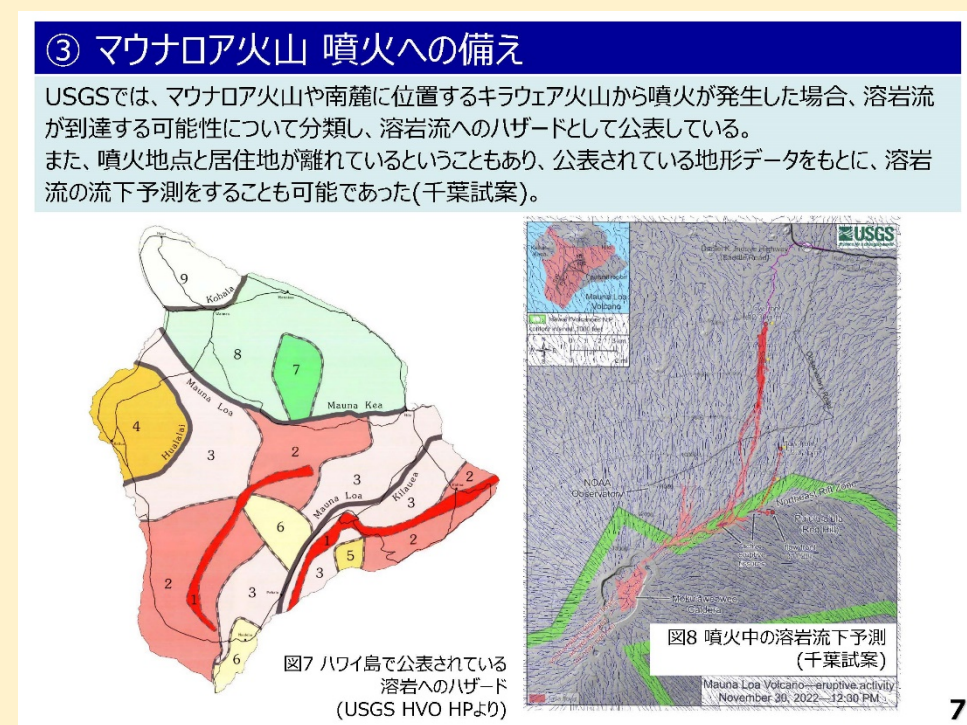 ③ マウナロア火山 噴火への備え
USGSでは、マウナロア火山や南麓に位置するキラウェア火山から噴火が発生した場合、溶岩流
が到達する可能性について分類し、溶岩流へのハザードとして公表している。
また、噴火地点と居住地が離れているということもあり、公表されている地形データをもとに、溶岩
流の流下予測をすることも可能であった(千葉試案)。
9
Kohala
8
7
Mauna Loa
Mauna Kea
4
Hualalai
3
2
3
Mauna Loa
Kilauea
2
3
6
1
2
5
2
3
3
1
6
図7 ハワイ島で公表されている
溶岩へのハザード
(USGS HVO HPより)
USGS
Mauna Loa
Volcano
NOAA
Observatory
Northeast Rift Zone
Caldera
図8 噴火中の溶岩流下予測
(千葉試案)
Mauna Loa Volcano—eruptive activity
November 30, 2022—12:30 PM
7